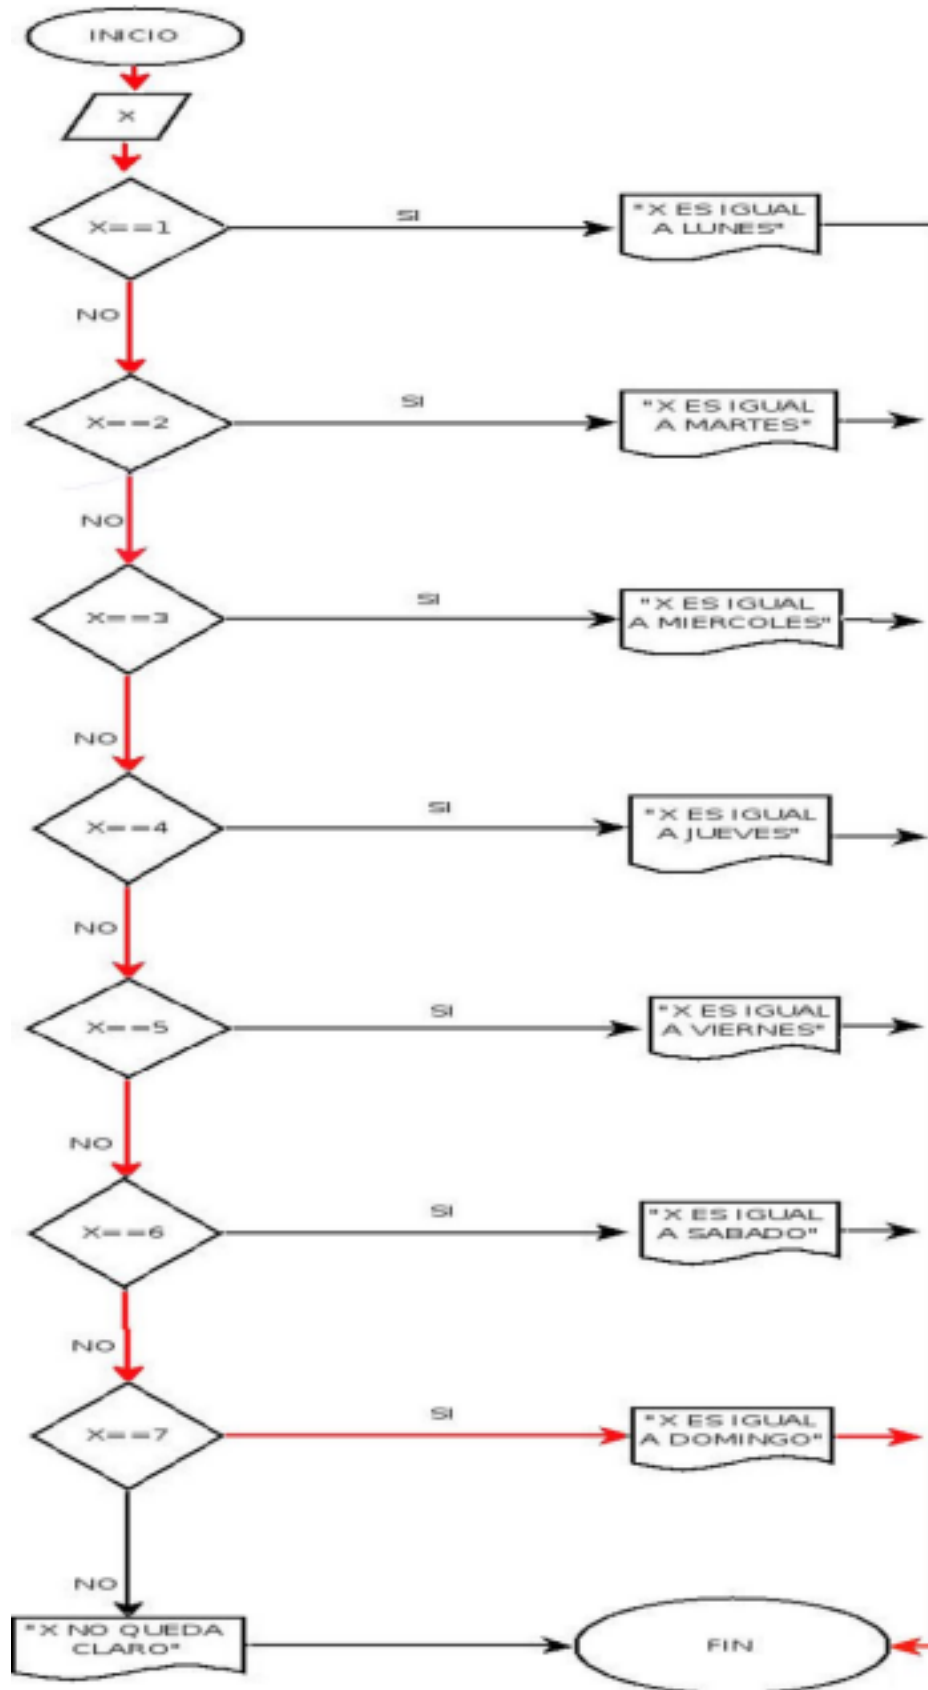 INICIO
X
X==1
SI
"X ES IGUAL
A LUNES"
NO
X==2
SI
"X ES IGUAL
A MARTES"
NO
X==3
SI
"X ES IGUAL
A MIERCOLES"
NO
X==4
SI
"X ES IGUAL
A JUEVES"
NO
X==5
SI
"X ES IGUAL
A VIERNES"
NO
X==6
SI
"X ES IGUAL
A SABADO"
NO
X==7
SI
"X ES IGUAL
A DOMINGO"
NO
"X NO QUEDA
CLARO"
FIN